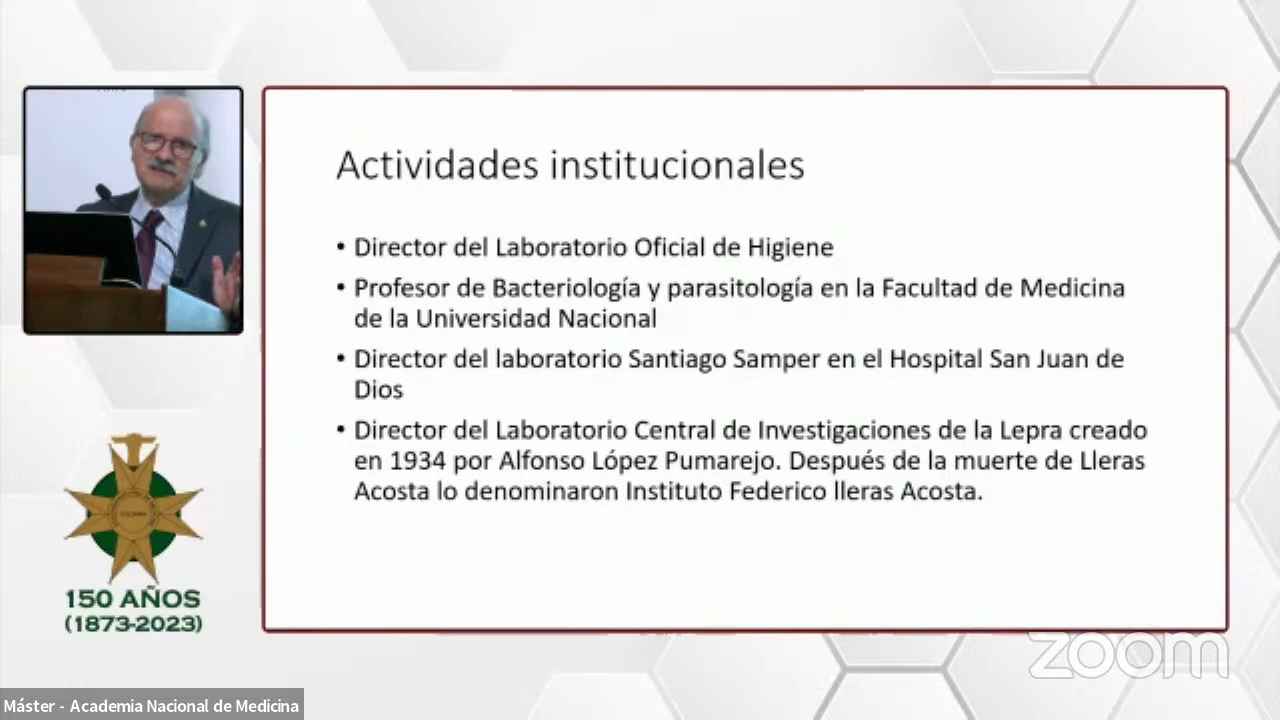 Actividades institucionales
• Director del Laboratorio Oficial de Higiene
• Profesor de Bacteriología y parasitología en la Facultad de Medicina
de la Universidad Nacional
• Director del laboratorio Santiago Samper en el Hospital San Juan de
Dios
• Director del Laboratorio Central de Investigaciones de la Lepra creado
en 1934 por Alfonso López Pumarejo. Después de la muerte de Lleras
Acosta lo denominaron Instituto Federico lleras Acosta.
150 AÑOS
(1873-2023)
zoom
Máster - Academia Nacional de Medicina